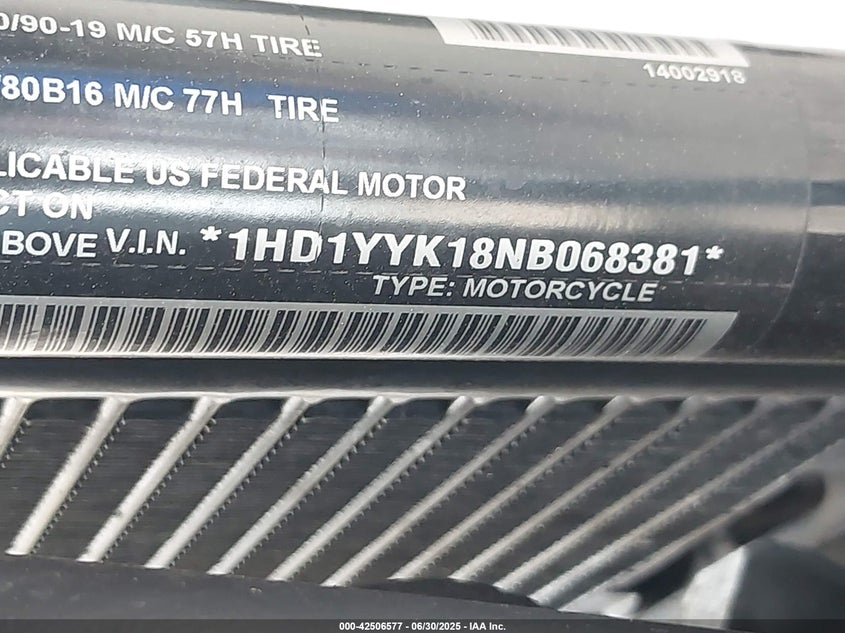 0/90-19 M/C 57H TIRE
14002918
/80B16 M/C 77H TIRE
LICABLE US FEDERAL MOTOR
CT ON
BOVE V.I.N. *1HD1YYK18NB068381*
TYPE: MOTORCYCLE
000-42506577 - 06/30/2025 - IAA Inc.